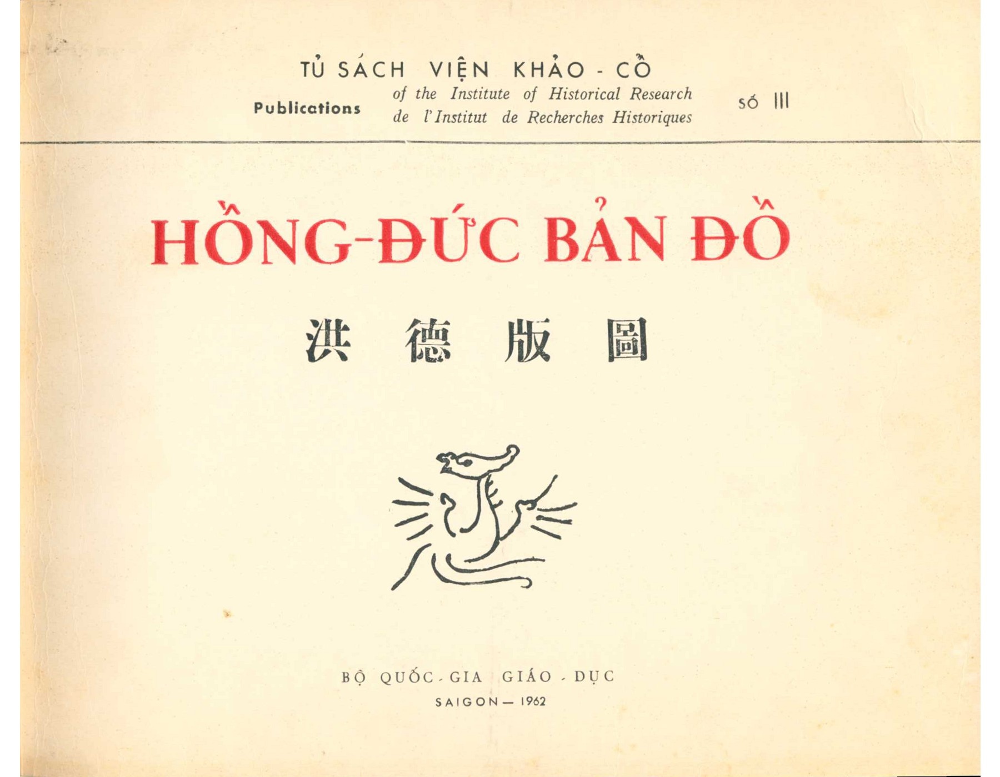 TỦ SÁCH VIỆN KHẢO - CỔ
Publications
of the Institute of Historical Research
de l'Institut de Recherches Historiques
số III
HỒNG-ĐỨC BẢN ĐỒ
洪德版圖
BỘ QUỐC-GIA GIÁO-DỤC
SAIGON — 1962